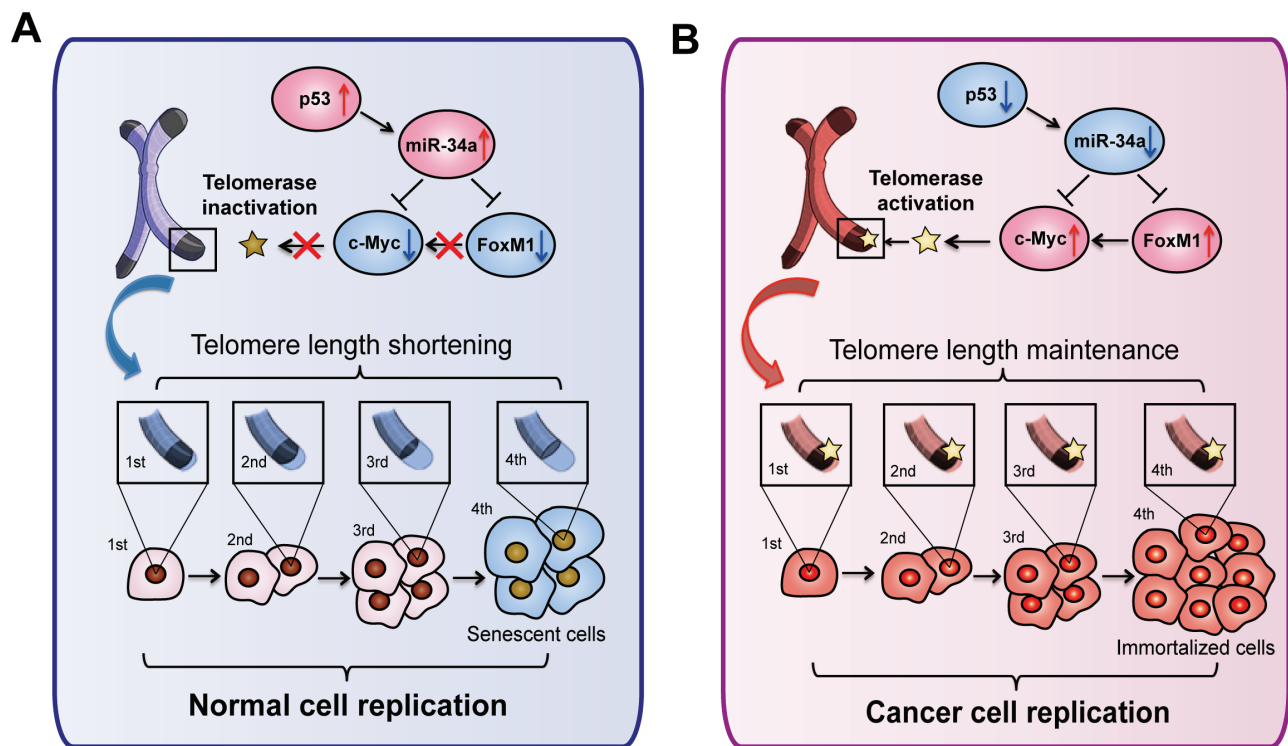 A
p53
miR-34a
Telomerase
inactivation
c-Myc
FoxM1
Telomere length shortening
1st
2nd
3rd
4th
1st
2nd
3rd
4th
Senescent cells
Normal cell replication
B
p53
miR-34a
Telomerase
activation
c-Myc
FoxM1
Telomere length maintenance
1st
2nd
3rd
4th
1st
2nd
3rd
4th
Immortalized cells
Cancer cell replication